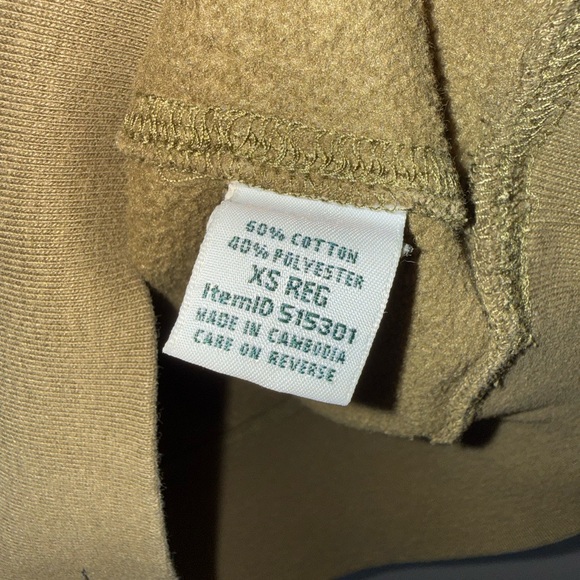 60% COTTON
40% POLYESTER
XS REG
ItemID 515301
MADE IN CAMBODIA
CARE ON REVERSE